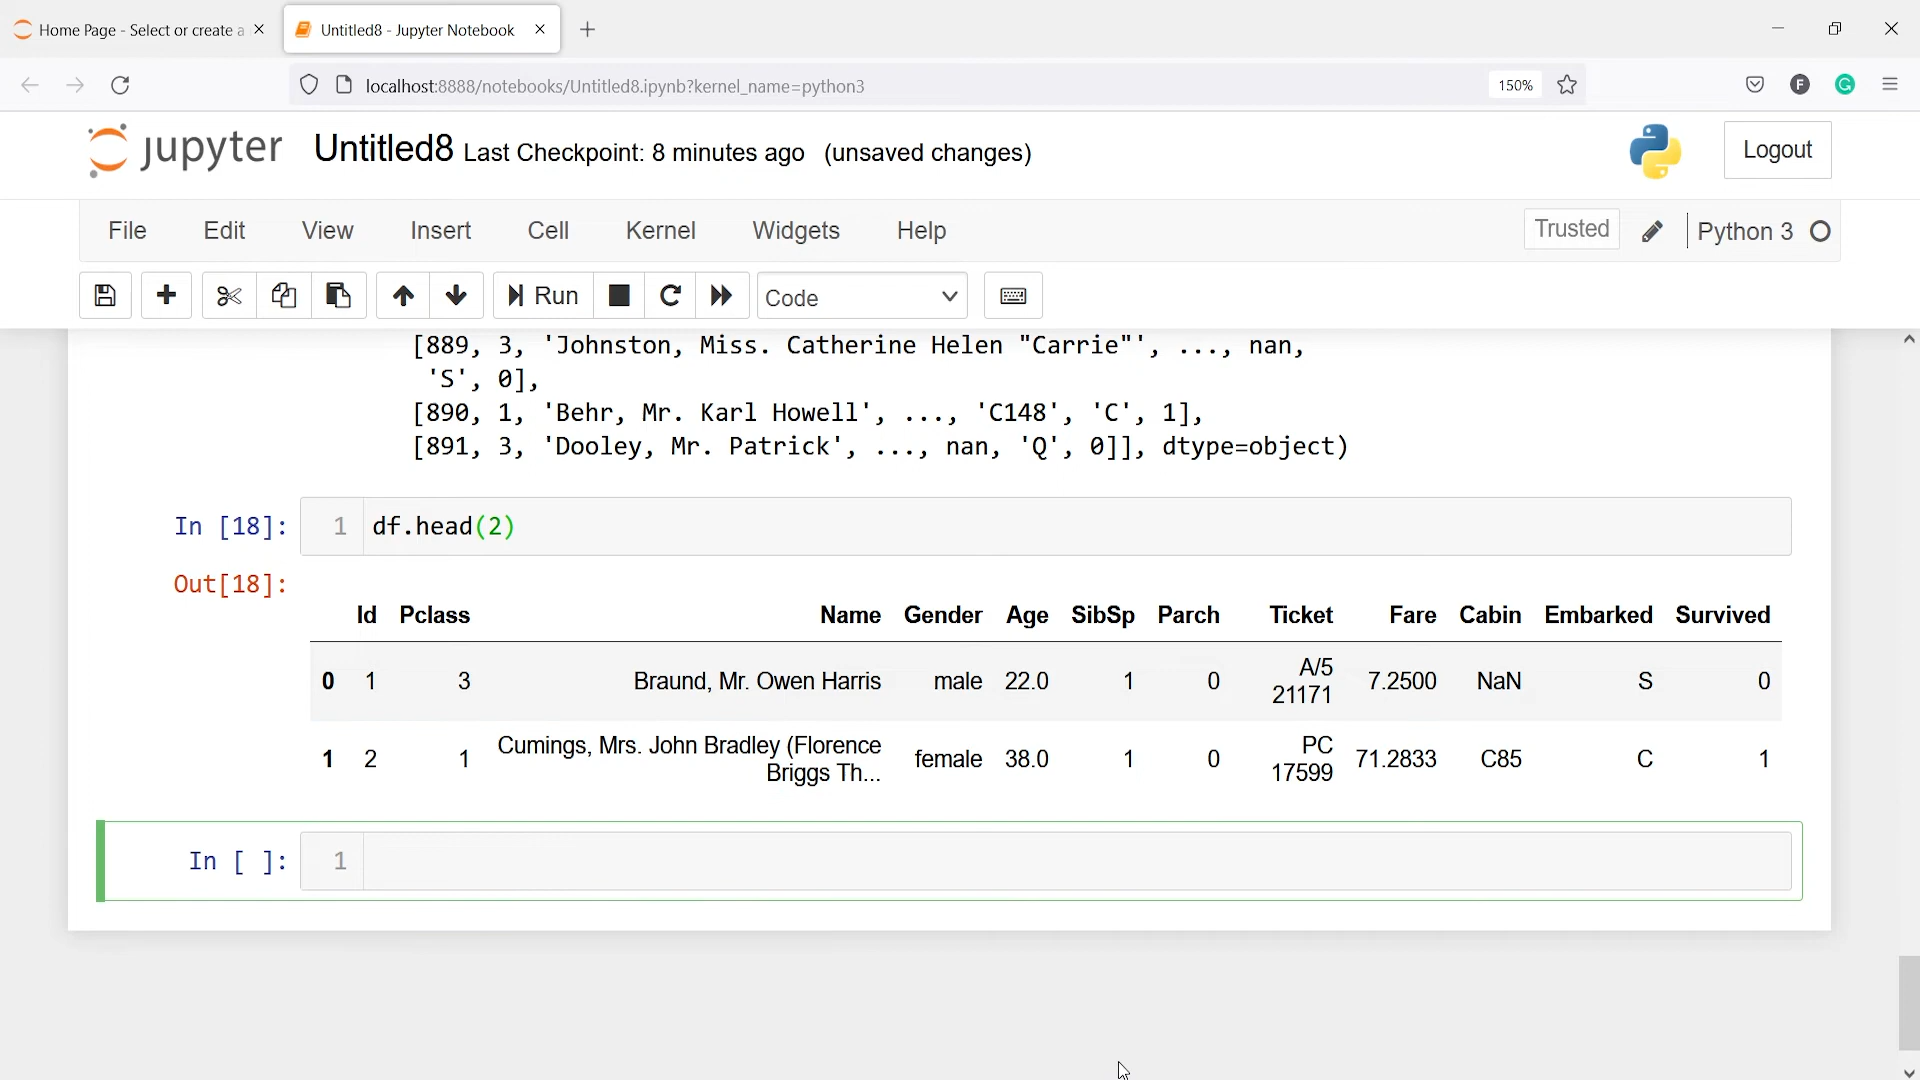 Home Page - Select or create a
Untitled8 - Jupyter Notebook
localhost:8888/notebooks/Untitled8.ipynb?kernel_name=python3
150%
F
G
jupyter Untitled8 Last Checkpoint: 8 minutes ago (unsaved changes)
Logout
File Edit View Insert Cell Kernel Widgets Help
Trusted
Python 3
Run
Code
[889, 3, 'Johnston, Miss. Catherine Helen "Carrie"', ..., nan,
'S', 0],
[890, 1, 'Behr, Mr. Karl Howell', ..., 'C148', 'C', 1],
[891, 3, 'Dooley, Mr. Patrick', ..., nan, 'Q', 0]], dtype=object)
In [18]: 1 df.head(2)
Out[18]:
Id Pclass Name Gender Age SibSp Parch Ticket Fare Cabin Embarked Survived
0 1 3 Braund, Mr. Owen Harris male 22.0 1 0 A/5 21171 7.2500 NaN S 0
1 2 1 Cumings, Mrs. John Bradley (Florence Briggs Th... female 38.0 1 0 PC 17599 71.2833 C85 C 1
In [ ]: 1